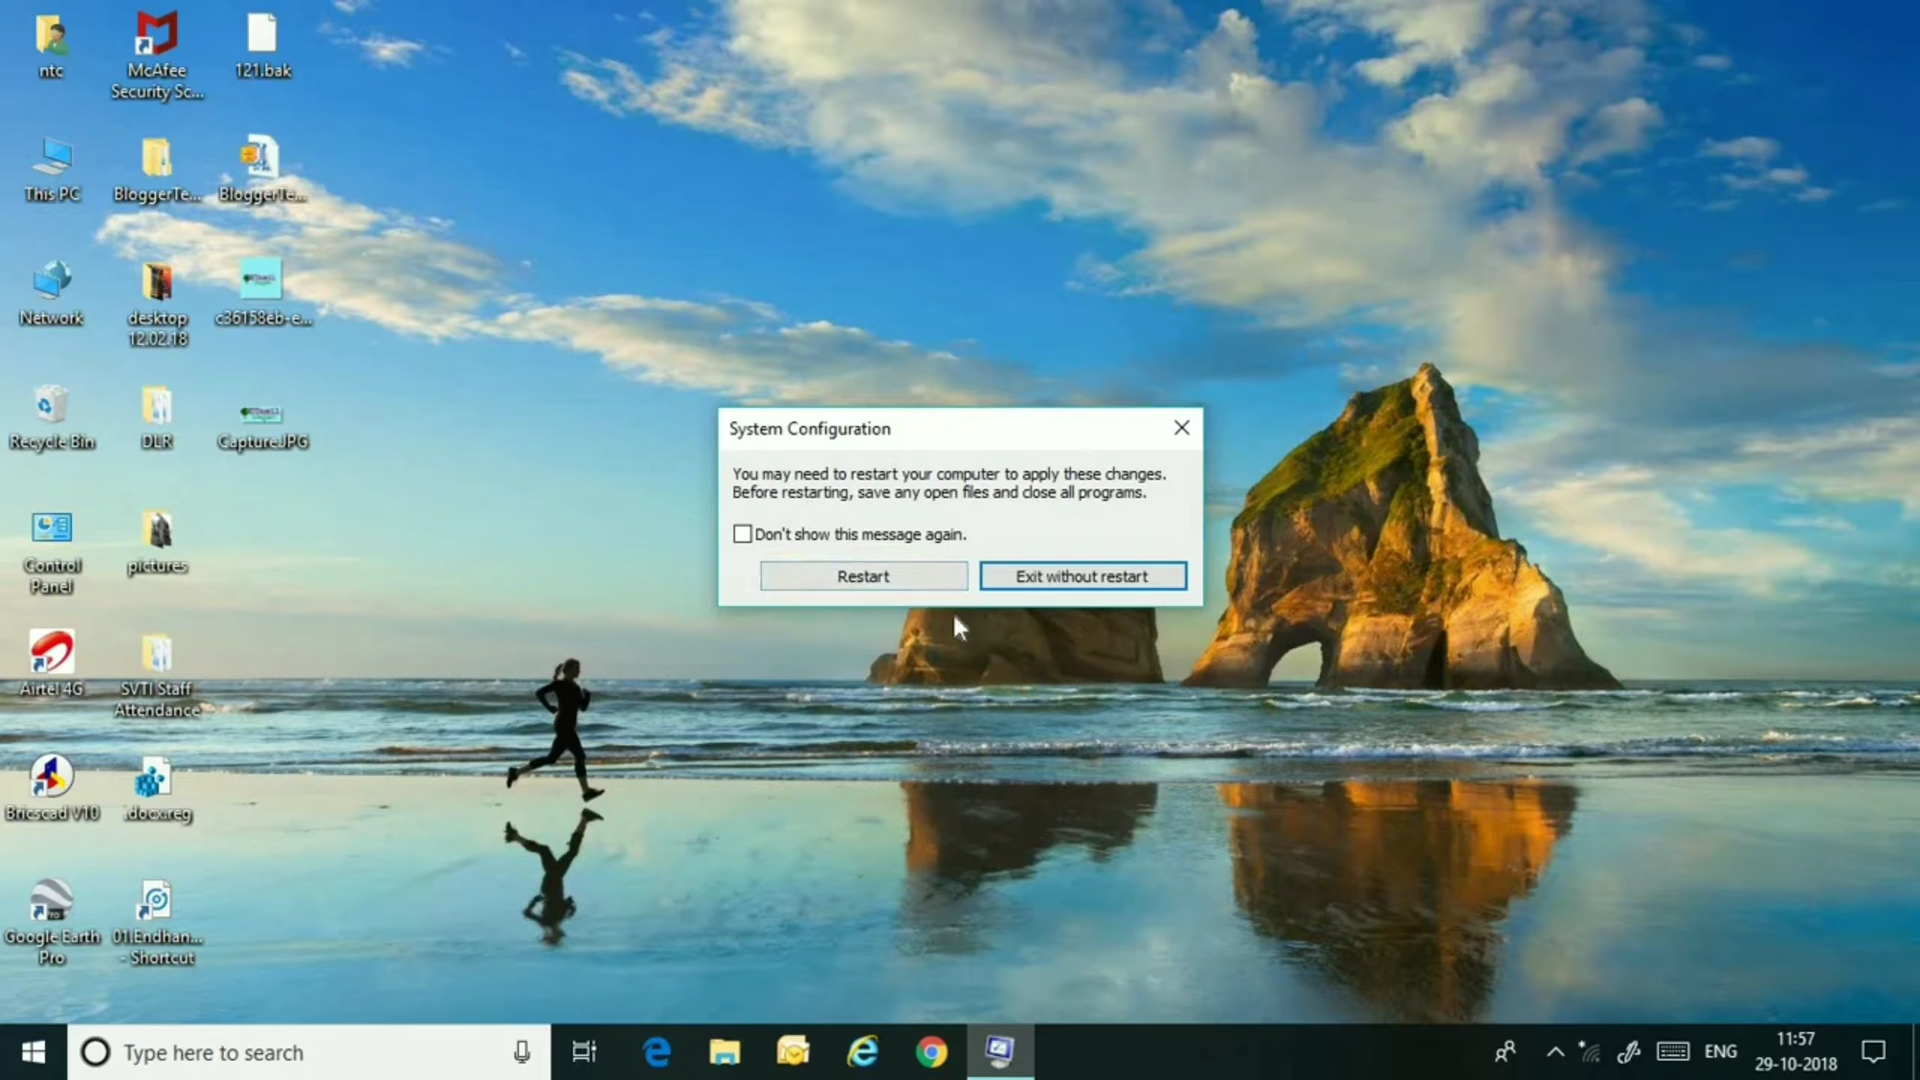 ntc
McAfee
Security Sc...
121.bak
This PC
BloggerTe...
BloggerTe...
Network
desktop
12.02.18
c36158eb-e...
Recycle Bin
DLR
Capture.JPG
Control
Panel
pictures
Airtel 4G
SVTI Staff
Attendance
Bricscad V10
.docx.reg
Google Earth
Pro
01.Endhan...
- Shortcut
System Configuration
You may need to restart your computer to apply these changes.
Before restarting, save any open files and close all programs.
Don't show this message again.
Restart
Exit without restart
Type here to search
ENG
11:57
29-10-2018